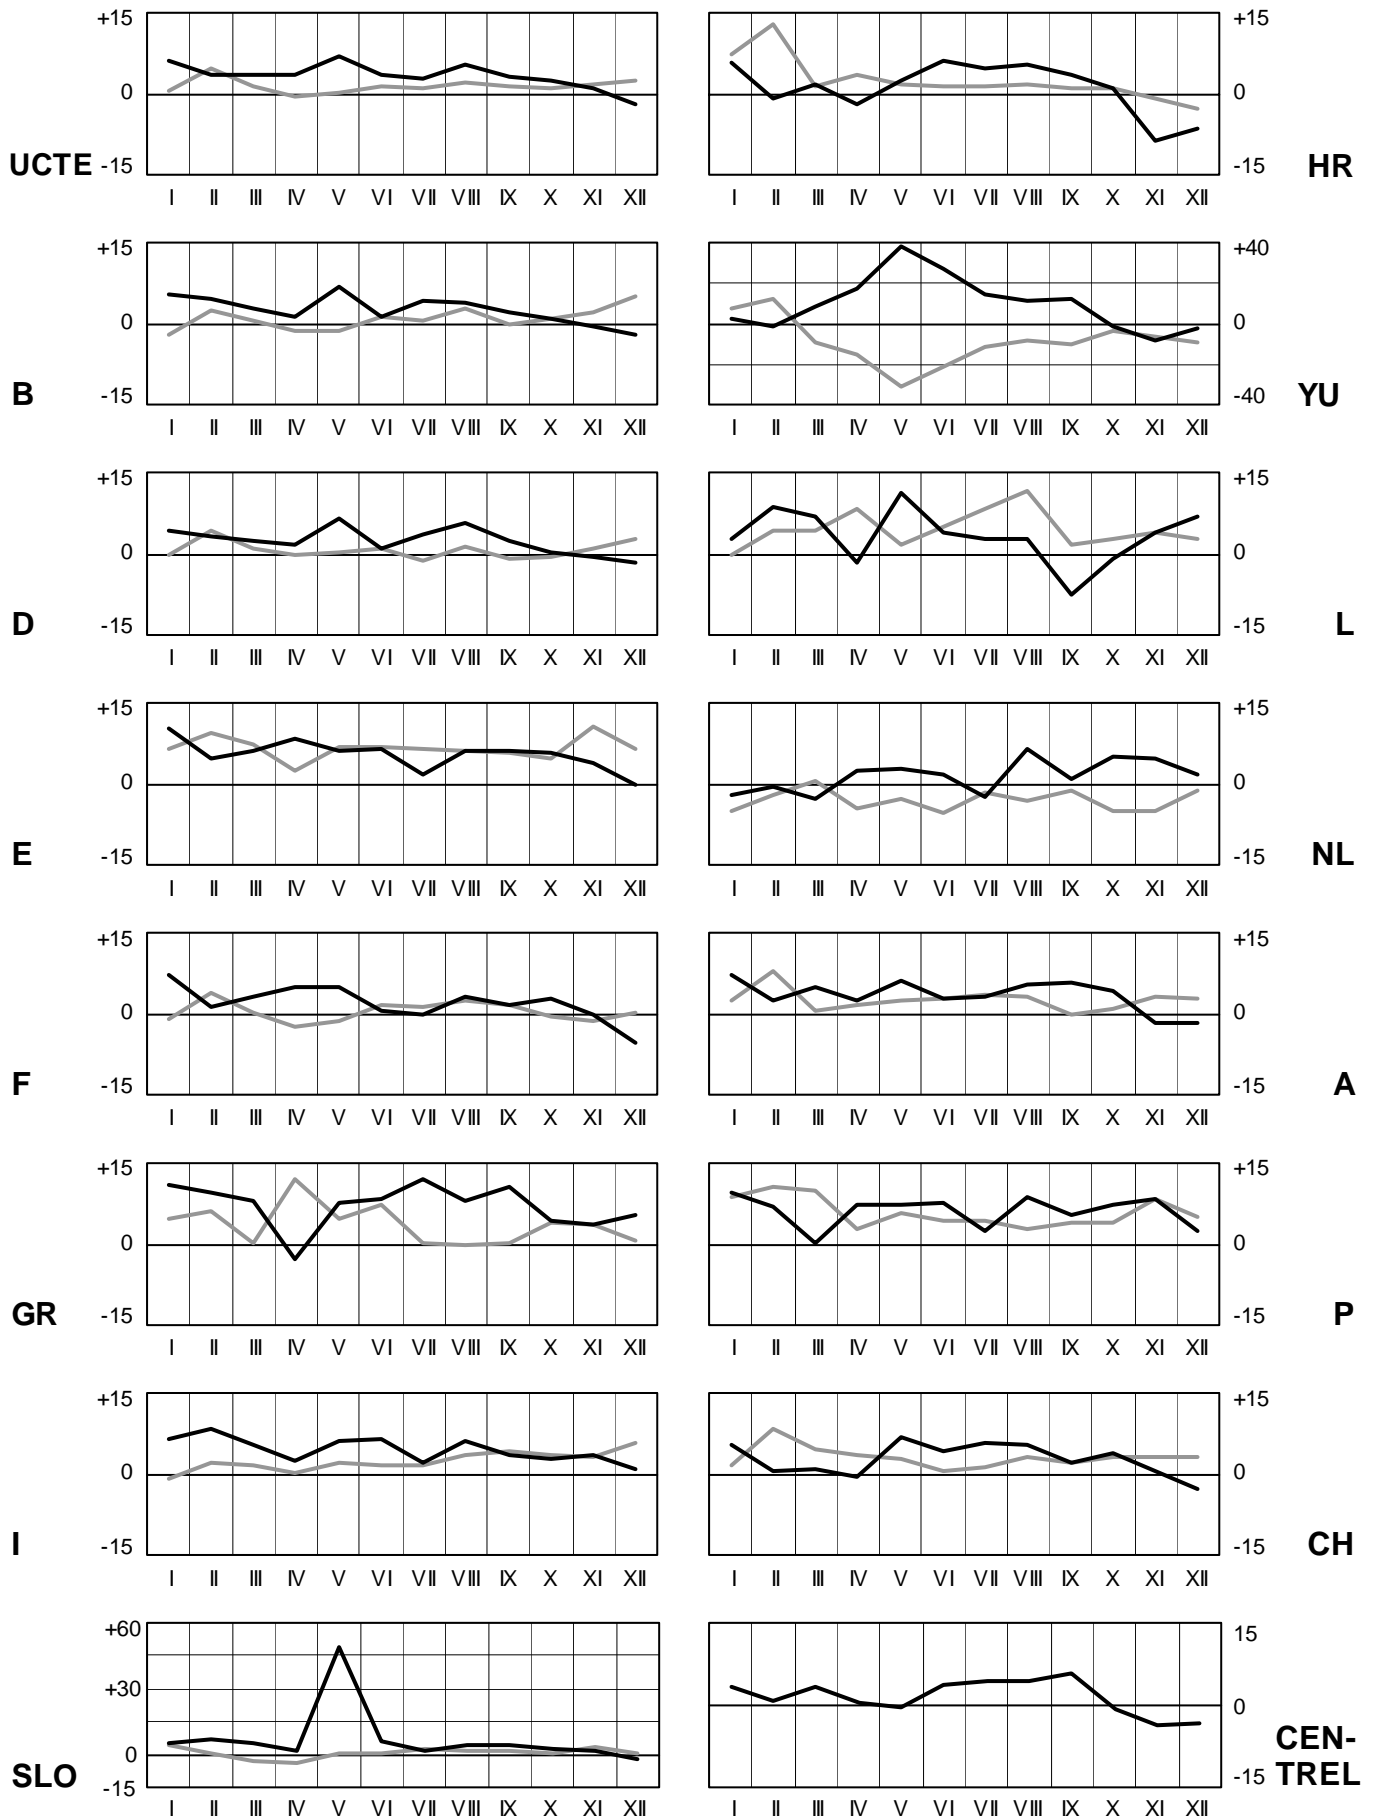 +15
0
UCTE -15
I II III IV V VI VII VIII IX X XI XII
+15
0
-15 HR
I II III IV V VI VII VIII IX X XI XII
+15
0
B -15
I II III IV V VI VII VIII IX X XI XII
+40
0
-40 YU
I II III IV V VI VII VIII IX X XI XII
+15
0
D -15
I II III IV V VI VII VIII IX X XI XII
+15
0
-15 L
I II III IV V VI VII VIII IX X XI XII
+15
0
E -15
I II III IV V VI VII VIII IX X XI XII
+15
0
-15 NL
I II III IV V VI VII VIII IX X XI XII
+15
0
F -15
I II III IV V VI VII VIII IX X XI XII
+15
0
-15 A
I II III IV V VI VII VIII IX X XI XII
+15
0
GR -15
I II III IV V VI VII VIII IX X XI XII
+15
0
-15 P
I II III IV V VI VII VIII IX X XI XII
+15
0
I -15
I II III IV V VI VII VIII IX X XI XII
+15
0
-15 CH
I II III IV V VI VII VIII IX X XI XII
+60
+30
0
SLO -15
I II III IV V VI VII VIII IX X XI XII
15
0
CEN-
-15 TREL
I II III IV V VI VII VIII IX X XI XII